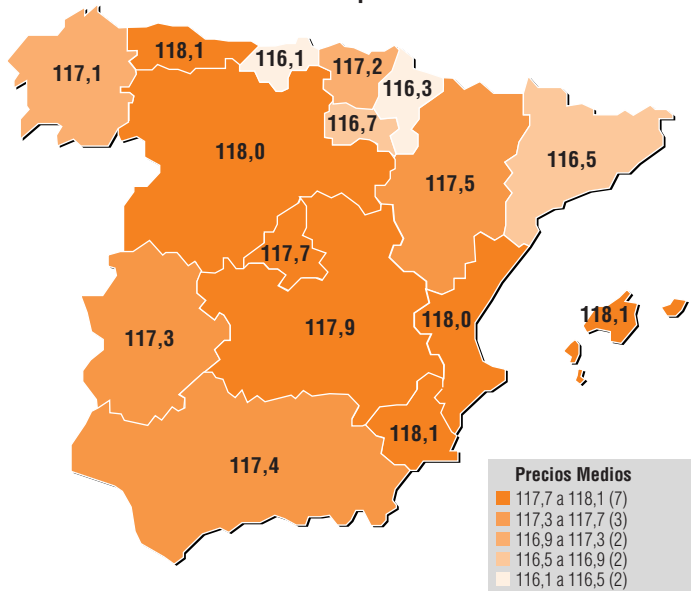 118,1
116,1
117,2
117,1
116,3
116,7
118,0
116,5
117,5
117,7
118,0
118,1
117,9
117,3
118,1
117,4
Precios Medios
117,7 a 118,1 (7)
117,3 a 117,7 (3)
116,9 a 117,3 (2)
116,5 a 116,9 (2)
116,1 a 116,5 (2)